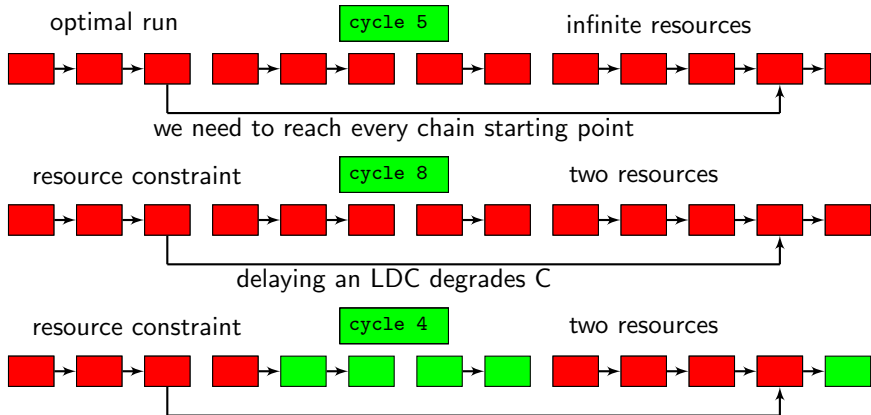 optimal run
cycle 5
infinite resources
we need to reach every chain starting point
resource constraint
cycle 8
two resources
delaying an LDC degrades C
resource constraint
cycle 4
two resources